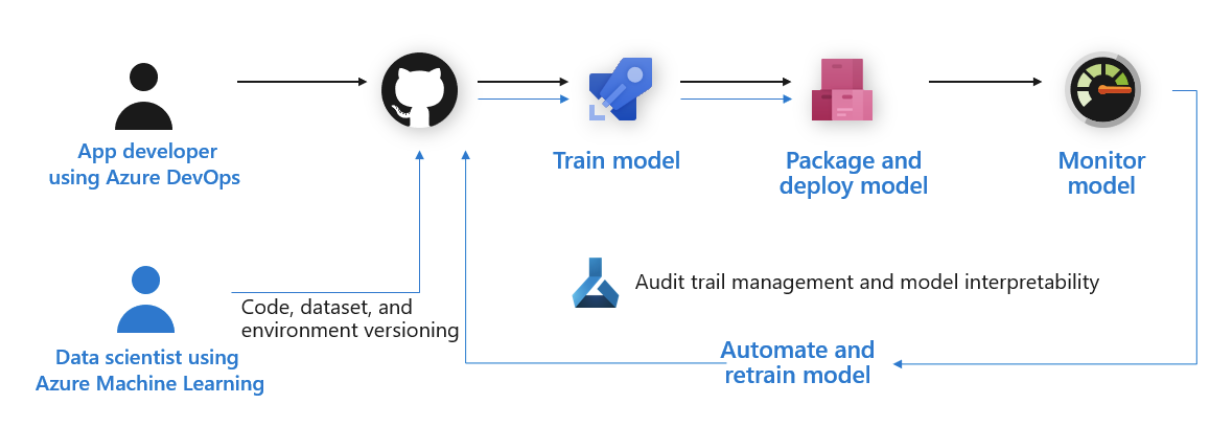 App developer
using Azure DevOps
Train model
Package and
deploy model
Monitor
model
Data scientist using
Azure Machine Learning
Code, dataset, and
environment versioning
Audit trail management and model interpretability
Automate and
retrain model